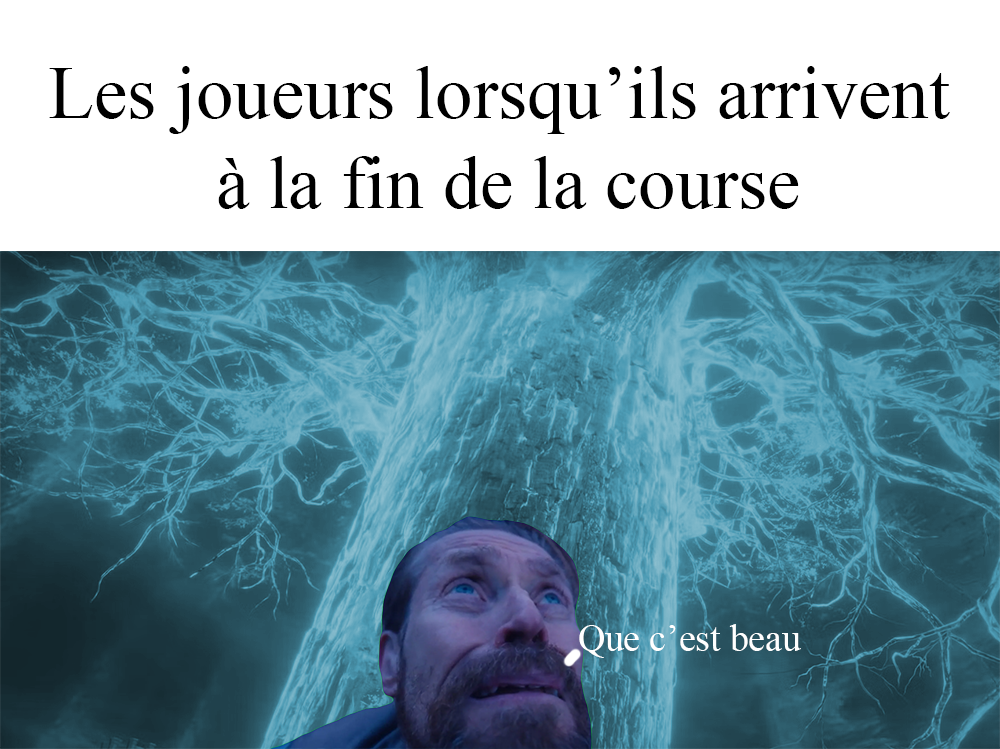 Les joueurs lorsqu’ils arrivent
à la fin de la course
Que c’est beau